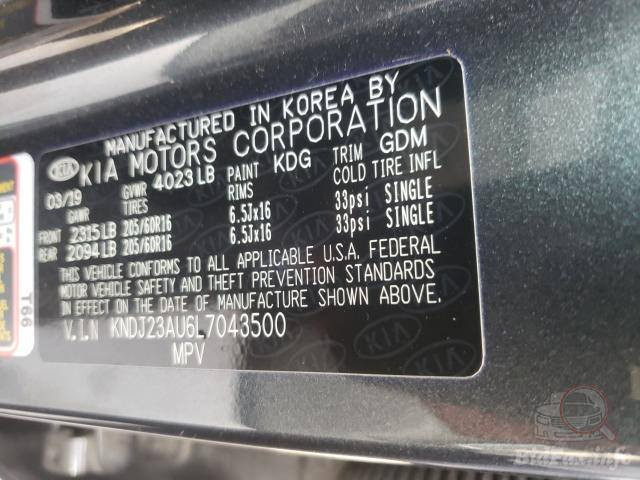 MANUFACTURED IN KOREA BY
KIA KIA MOTORS CORPORATION
03/19 GVWR 4023 LB PAINT KDG TRIM GDM
GAWR TIRES RIMS COLD TIRE INFL
FRONT 2315 LB 205/60R16 6.5Jx16 33psi SINGLE
REAR 2094 LB 205/60R16 6.5Jx16 33psi SINGLE
THIS VEHICLE CONFORMS TO ALL APPLICABLE U.S.A. FEDERAL
MOTOR VEHICLE SAFETY AND THEFT PREVENTION STANDARDS
IN EFFECT ON THE DATE OF MANUFACTURE SHOWN ABOVE.
V.I.N KNDJ23AU6L7043500
MPV
T66